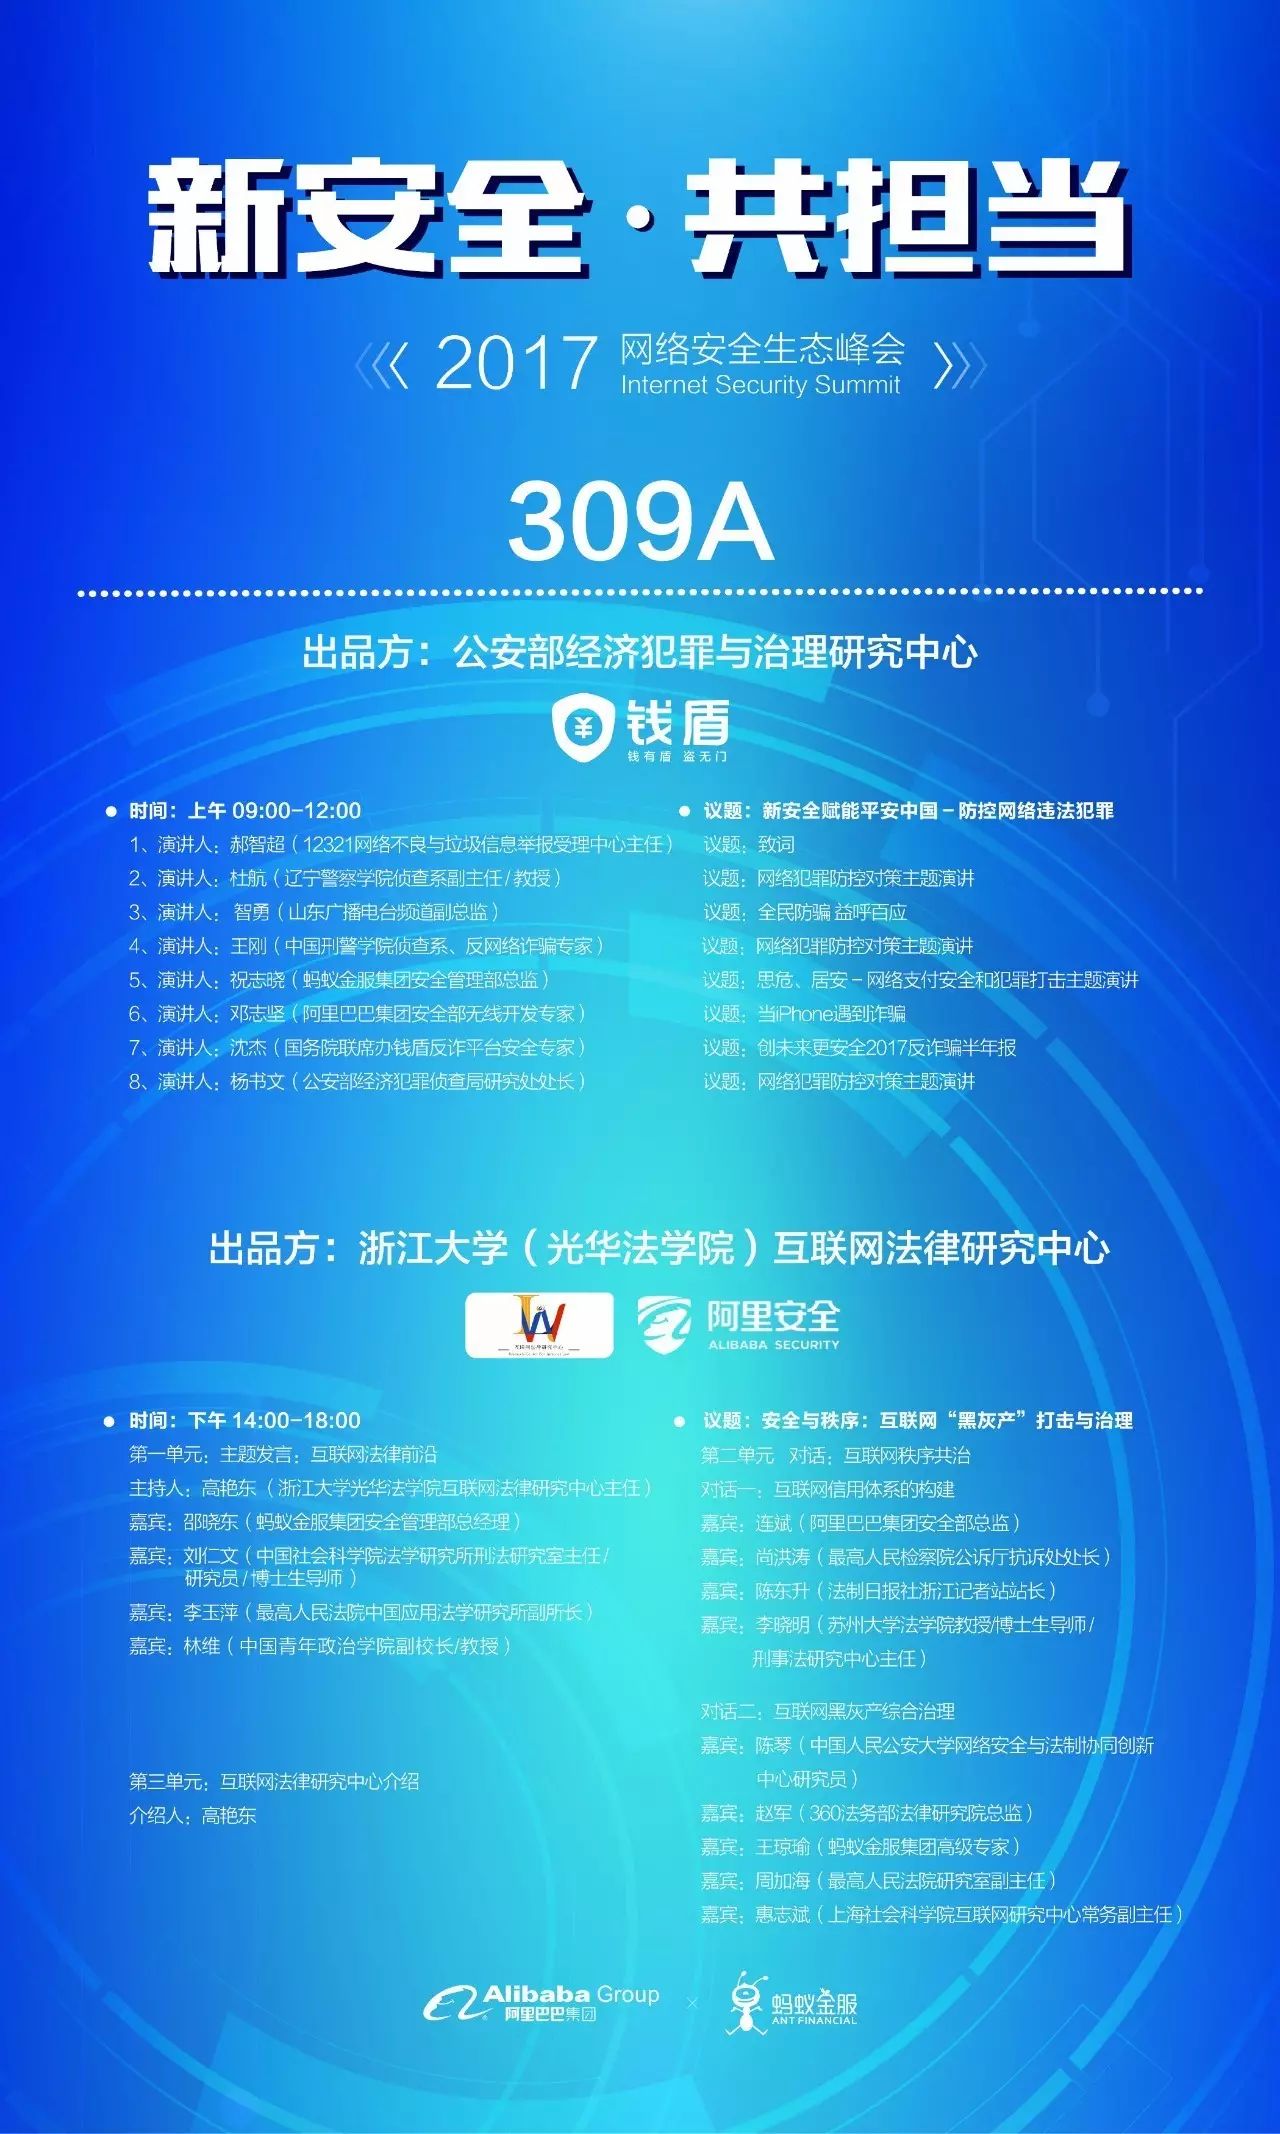 新安全·共担当
2017 网络安全生态峰会
Internet Security Summit
309A
出品方：公安部经济犯罪与治理研究中心
钱盾
钱有盾 盗无门
时间：上午 09:00-12:00
1、演讲人：郝智超（12321网络不良与垃圾信息举报受理中心主任）
2、演讲人：杜航（辽宁警察学院侦查系副主任/教授）
3、演讲人： 智勇（山东广播电台频道副总监）
4、演讲人：王刚（中国刑警学院侦查系、反网络诈骗专家）
5、演讲人：祝志晓（蚂蚁金服集团安全管理部总监）
6、演讲人：邓志坚（阿里巴巴集团安全部无线开发专家）
7、演讲人：沈杰（国务院联席办钱盾反诈平台安全专家）
8、演讲人：杨书文（公安部经济犯罪侦查局研究处处长）
议题：新安全赋能平安中国－防控网络违法犯罪
议题：致词
议题：网络犯罪防控对策主题演讲
议题：全民防骗 益呼百应
议题：网络犯罪防控对策主题演讲
议题：思危、居安－网络支付安全和犯罪打击主题演讲
议题：当iPhone遇到诈骗
议题：创未来更安全2017反诈骗半年报
议题：网络犯罪防控对策主题演讲
出品方：浙江大学（光华法学院）互联网法律研究中心
阿里安全
ALIBABA SECURITY
时间：下午 14:00-18:00
第一单元：主题发言：互联网法律前沿
主持人：高艳东（浙江大学光华法学院互联网法律研究中心主任）
嘉宾：邵晓东（蚂蚁金服集团安全管理部总经理）
嘉宾：刘仁文（中国社会科学院法学研究所刑法研究室主任/
研究员/博士生导师）
嘉宾：李玉萍（最高人民法院中国应用法学研究所副所长）
嘉宾：林维（中国青年政治学院副校长/教授）
第三单元：互联网法律研究中心介绍
介绍人：高艳东
议题：安全与秩序：互联网“黑灰产”打击与治理
第二单元 对话：互联网秩序共治
对话一：互联网信用体系的构建
嘉宾：连斌（阿里巴巴集团安全部总监）
嘉宾：尚洪涛（最高人民检察院公诉厅抗诉处处长）
嘉宾：陈东升（法制日报社浙江记者站站长）
嘉宾：李晓明（苏州大学法学院教授/博士生导师/
刑事法研究中心主任）
对话二：互联网黑灰产综合治理
嘉宾：陈琴（中国人民公安大学网络安全与法制协同创新
中心研究员）
嘉宾：赵军（360法务部法律研究院总监）
嘉宾：王琼瑜（蚂蚁金服集团高级专家）
嘉宾：周加海（最高人民法院研究室副主任）
嘉宾：惠志斌（上海社会科学院互联网研究中心常务副主任）
Alibaba Group
阿里巴巴集团
×
蚂蚁金服
ANT FINANCIAL